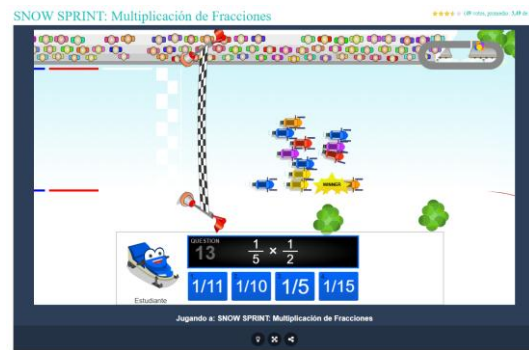 SNOW SPRINT: Multiplicación de Fracciones
WINNER
QUESTION
13
1/5 × 1/2
1/11 1/10 1/5 1/15
Estudiante
Jugando a: SNOW SPRINT: Multiplicación de Fracciones